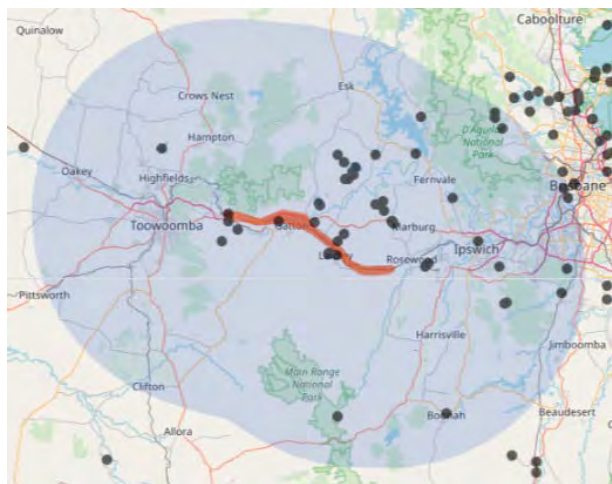 Caboolture
Quinalow
Esk
Crows Nest
D'Aguilar
National
Park
Hampton
Oakey
Highfields
Fernvale
Brisbane
Toowoomba
Marburg
Ipswich
Rosewood
Pittsworth
Harrisville
Jimboomba
Main Range
National
Park
Clifton
Beaudesert
Allora